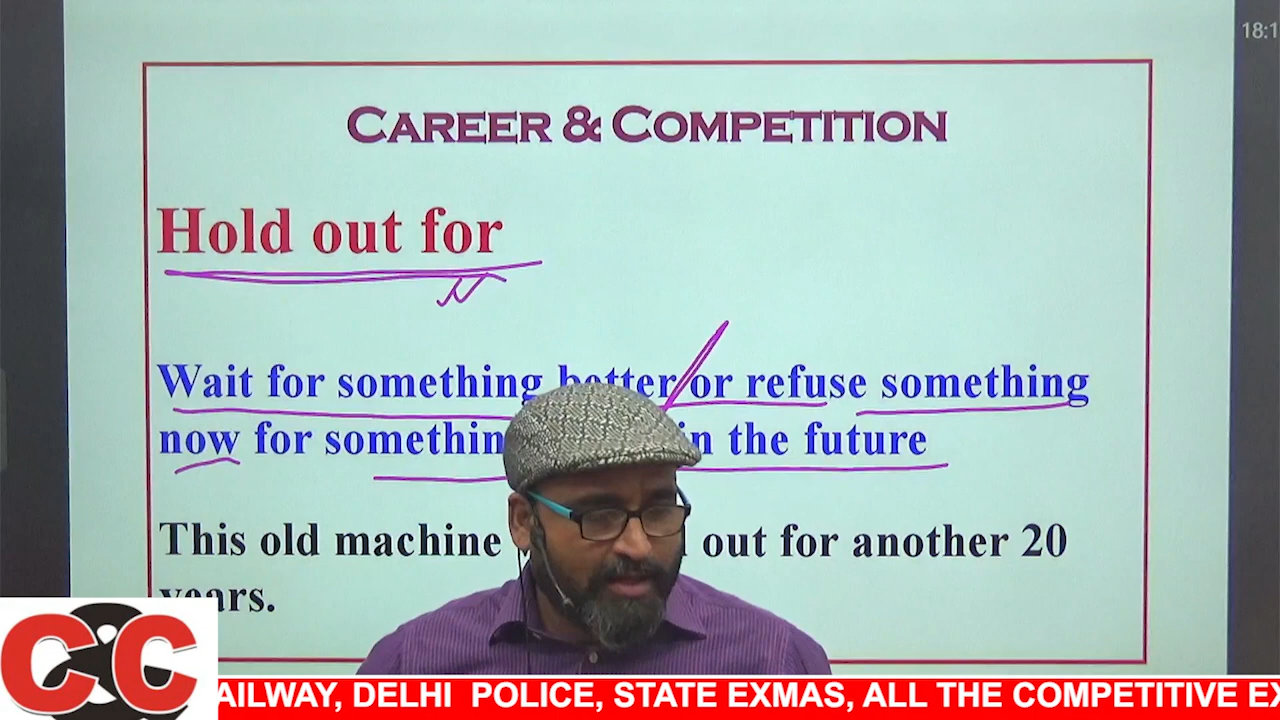 18:1
CAREER & COMPETITION
Hold out for
Wait for something better or refuse something
now for in the future
This old machine out for another 20
years.
CC
AILWAY, DELHI POLICE, STATE EXMAS, ALL THE COMPETITIVE EX